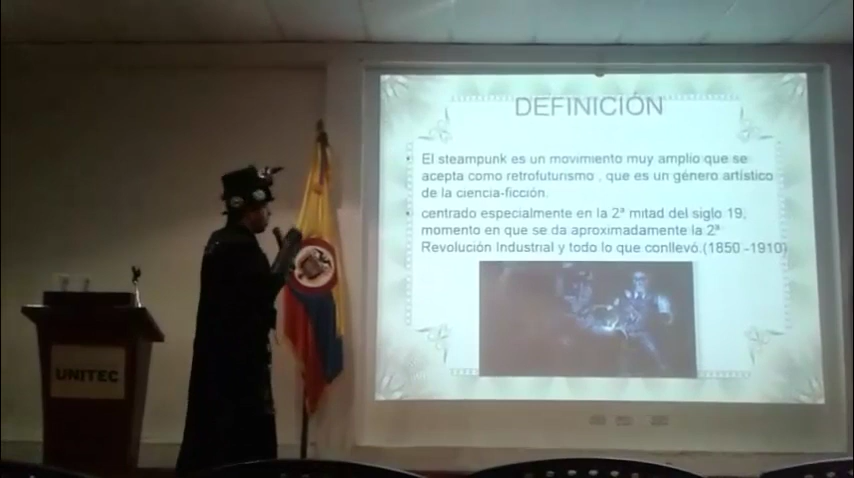 DEFINICIÓN
El steampunk es un movimiento muy amplio que se
acepta como retrofuturismo , que es un género artístico
de la ciencia-ficción.
centrado especialmente en la 2ª mitad del siglo 19,
momento en que se da aproximadamente la 2ª
Revolución Industrial y todo lo que conllevó.(1850 -1910)
UNITEC